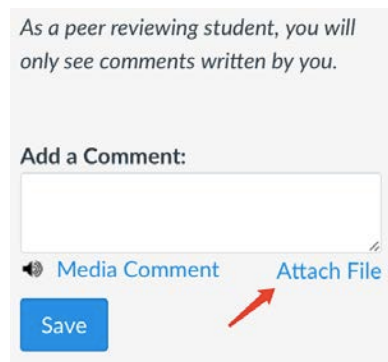 As a peer reviewing student, you will
only see comments written by you.
Add a Comment:
Media Comment Attach File
Save